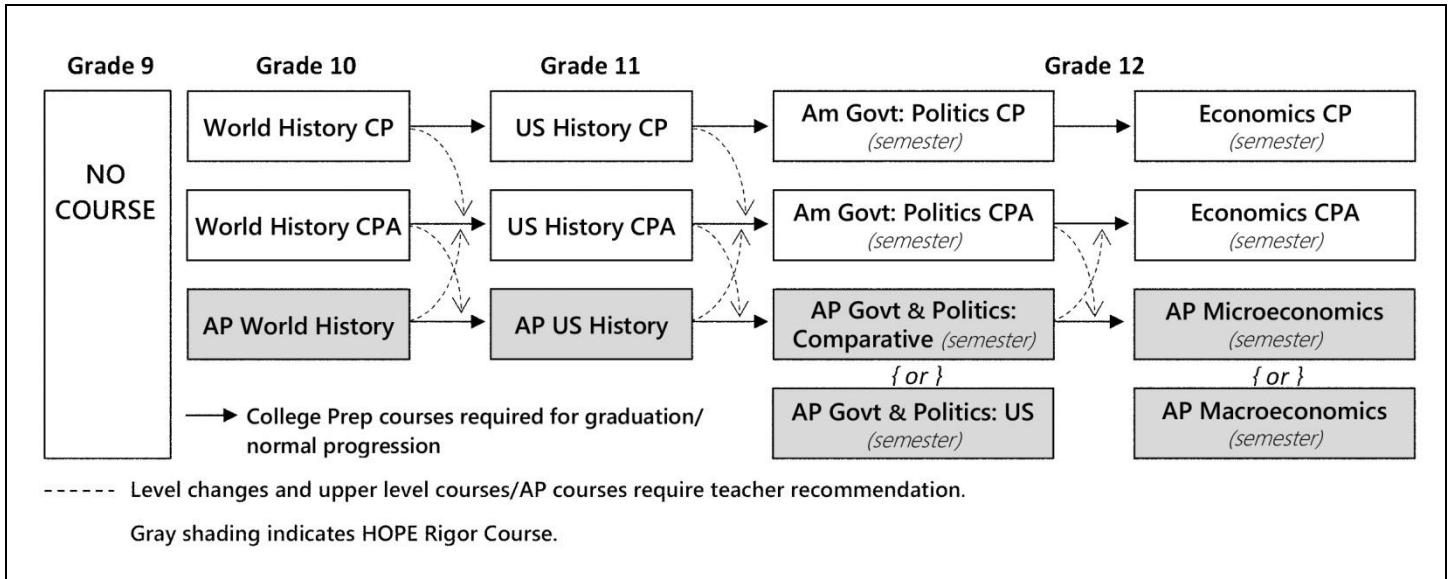 Grade 9
Grade 10
Grade 11
Grade 12
NO
COURSE
World History CP
US History CP
Am Govt: Politics CP
(semester)
Economics CP
(semester)
World History CPA
US History CPA
Am Govt: Politics CPA
(semester)
Economics CPA
(semester)
AP World History
AP US History
AP Govt & Politics:
Comparative (semester)
AP Microeconomics
(semester)
{ or }
{ or }
AP Govt & Politics: US
(semester)
AP Macroeconomics
(semester)
College Prep courses required for graduation/
normal progression
Level changes and upper level courses/AP courses require teacher recommendation.
Gray shading indicates HOPE Rigor Course.